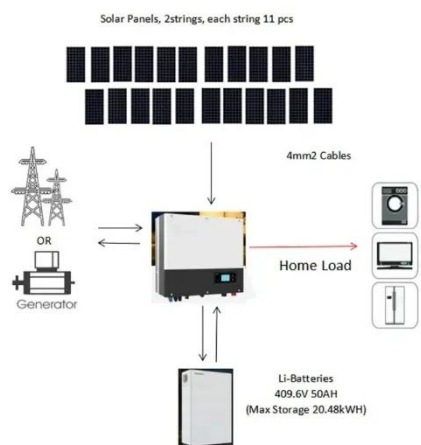 Solar Panels, 2strings, each string 11 pcs
4mm2 Cables
OR
Generator
Home Load
Li-Batteries
409.6V 50AH
(Max Storage 20.48kWH)